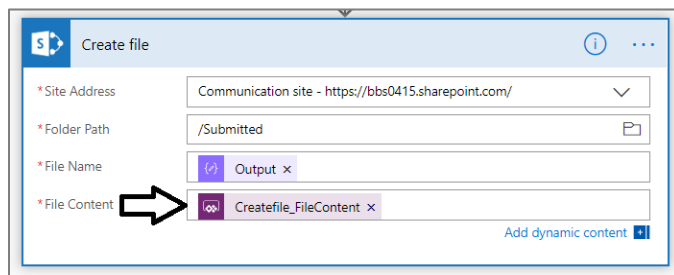 Create file
*Site Address
Communication site - https://bbs0415.sharepoint.com/
*Folder Path
/Submitted
*File Name
Output ×
*File Content
Createfile_FileContent ×
Add dynamic content